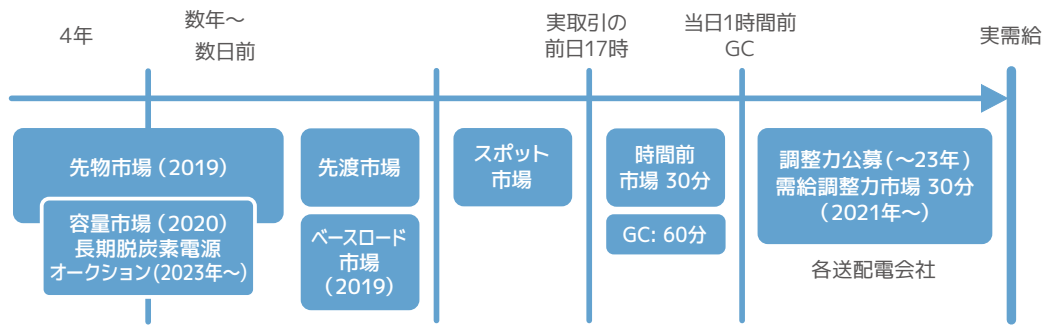 4年
数年～
数日前
実取引の
前日17時
当日1時間前
GC
実需給
先物市場（2019）
容量市場（2020）
長期脱炭素電源
オークション(2023年～)
先渡市場
ベースロード
市場
（2019）
スポット
市場
時間前
市場 30分
GC: 60分
調整力公募(～23年)
需給調整力市場 30分
（2021年～）
各送配電会社